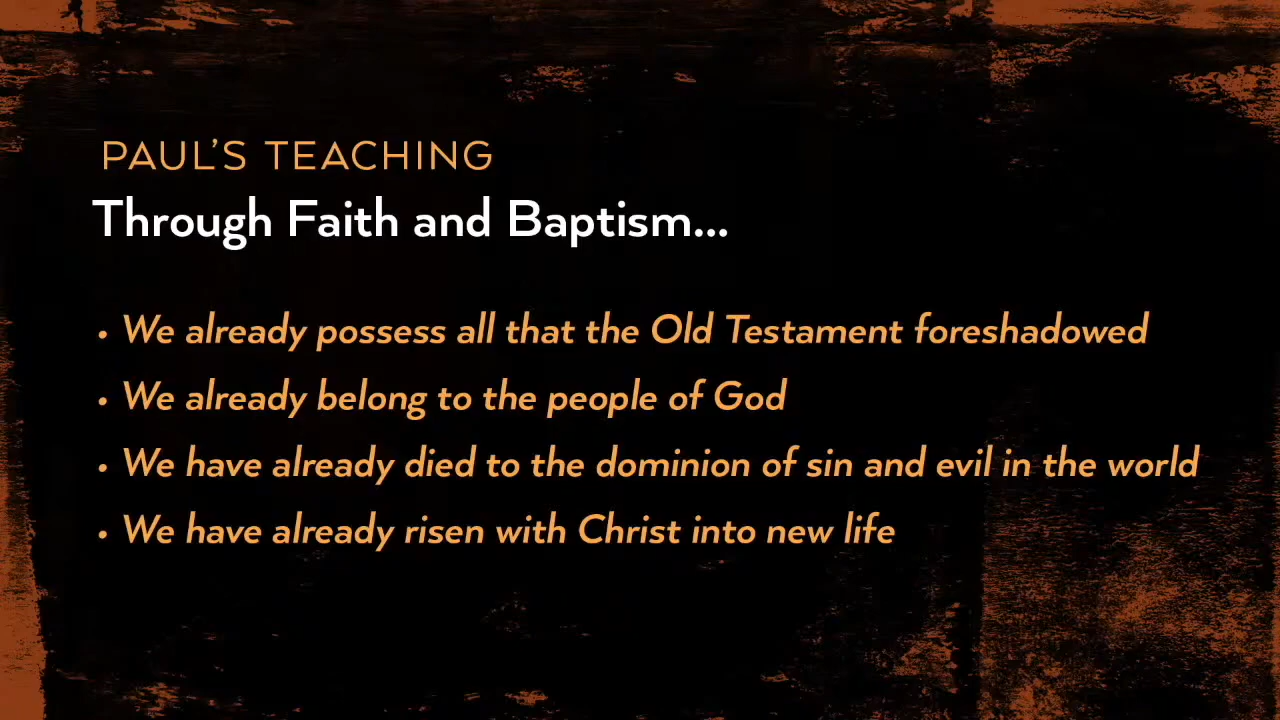 PAUL'S TEACHING
Through Faith and Baptism...
• We already possess all that the Old Testament foreshadowed
• We already belong to the people of God
• We have already died to the dominion of sin and evil in the world
• We have already risen with Christ into new life